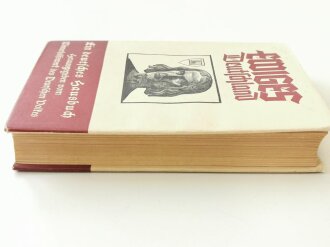 EWIGES
Deutschland
Ein deutsches Hausbuch
Herausgegeben vom
Winterhilfswerk des Deutschen Volkes